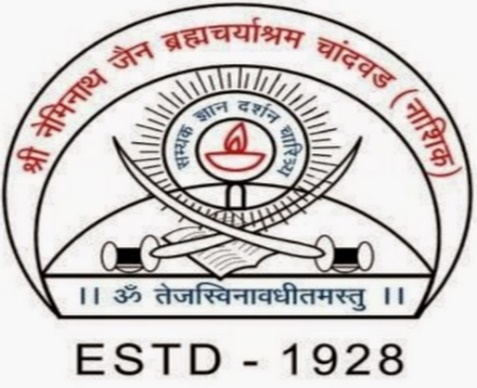 श्री नेमिनाथ जैन ब्रह्मचर्याश्रम चांदवड (नाशिक)
सम्यक ज्ञान दर्शन चारित्र्य
।। ॐ तेजस्विनावधीतमस्तु ।।
ESTD - 1928